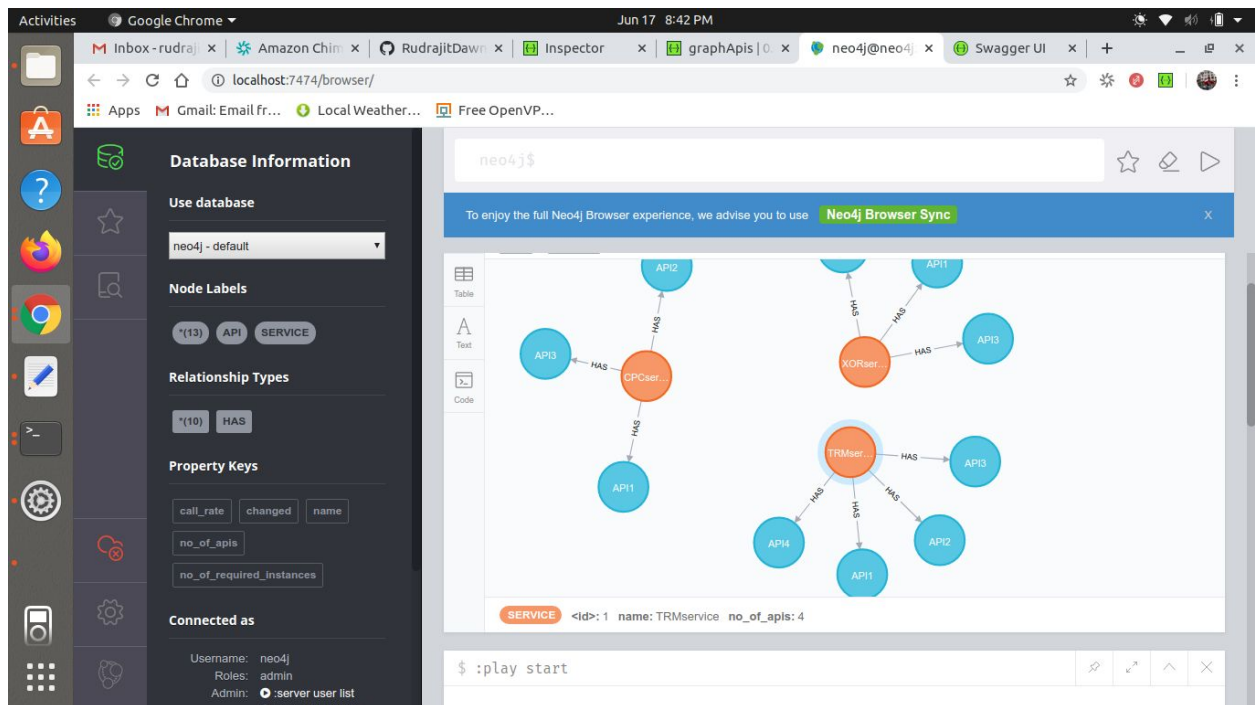 Activities Google Chrome ▾ Jun 17 8:42 PM
Inbox - rudraji Amazon Chim RudrajitDawn Inspector graphApis | 0. neo4j@neo4j Swagger UI
localhost:7474/browser/
Apps Gmail: Email fr... Local Weather... Free OpenVP...
Database Information
Use database
neo4j - default
Node Labels
*(13) API SERVICE
Relationship Types
*(10) HAS
Property Keys
call_rate changed name
no_of_apis
no_of_required_instances
Connected as
Username: neo4j
Roles: admin
Admin: :server user list
neo4j$
To enjoy the full Neo4j Browser experience, we advise you to use Neo4j Browser Sync X
Table
Text
Code
API2
HAS
API3
HAS
CPCser...
HAS
API1
API1
HAS
HAS
API3
HAS
XORser...
TRMser...
HAS
API3
HAS
HAS
HAS
API4
API2
API1
SERVICE <id>: 1 name: TRMservice no_of_apis: 4
$ :play start